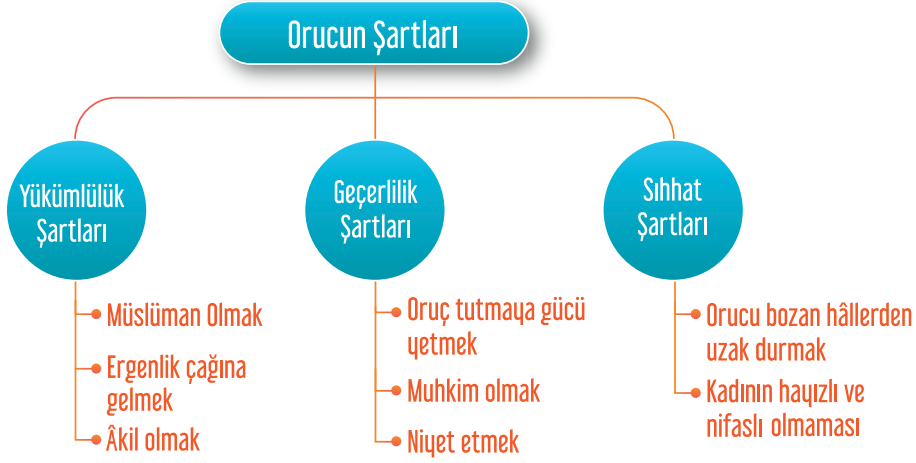 Orucun Şartları
Yükümlülük
Şartları
Müslüman Olmak
Ergenlik çağına
gelmek
Âkil olmak
Geçerlilik
Şartları
Oruç tutmaya gücü
yetmek
Muhkim olmak
Niyet etmek
Sıhhat
Şartları
Orucu bozan hâllerden
uzak durmak
Kadının hayızlı ve
nifaslı olmaması